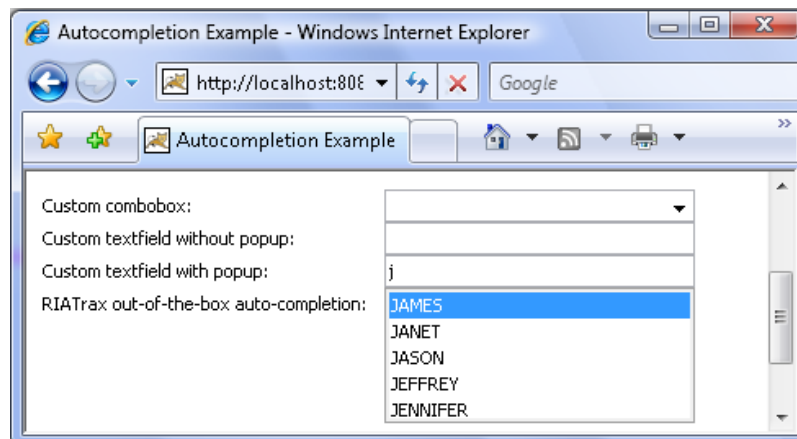 Autocompletion Example - Windows Internet Explorer
http://localhost:808
Google
Autocompletion Example
Custom combobox:
Custom textfield without popup:
Custom textfield with popup: j
RIATrax out-of-the-box auto-completion: JAMES
JANET
JASON
JEFFREY
JENNIFER